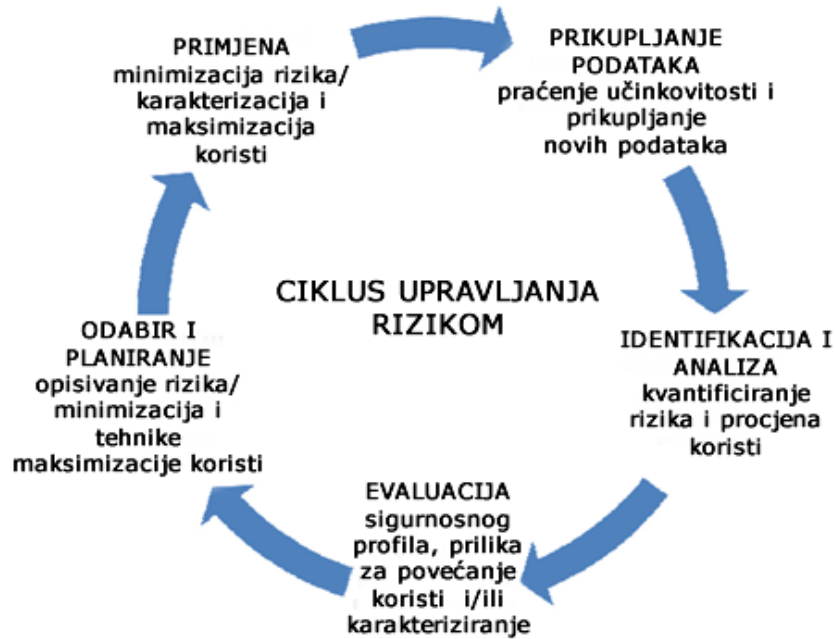 PRIMJENA
minimizacija rizika/
karakterizacija i
maksimizacija
koristi
PRIKUPLJANJE
PODATAKA
praćenje učinkovitosti i
prikupljanje
novih podataka
CIKLUS UPRAVLJANJA
RIZIKOM
IDENTIFIKACIJA I
ANALIZA
kvantificiranje
rizika i procjena
koristi
EVALUACIJA
sigurnosnog
profila, prilika
za povećanje
koristi i/ili
karakteriziranje
ODABIR I
PLANIRANJE
opisivanje rizika/
minimizacija i
tehnike
maksimizacije koristi